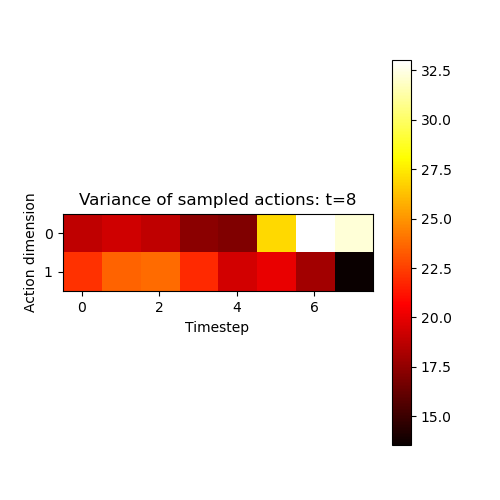 Variance of sampled actions: t=8
Action dimension
0
1
0 2 4 6
Timestep
32.5
30.0
27.5
25.0
22.5
20.0
17.5
15.0